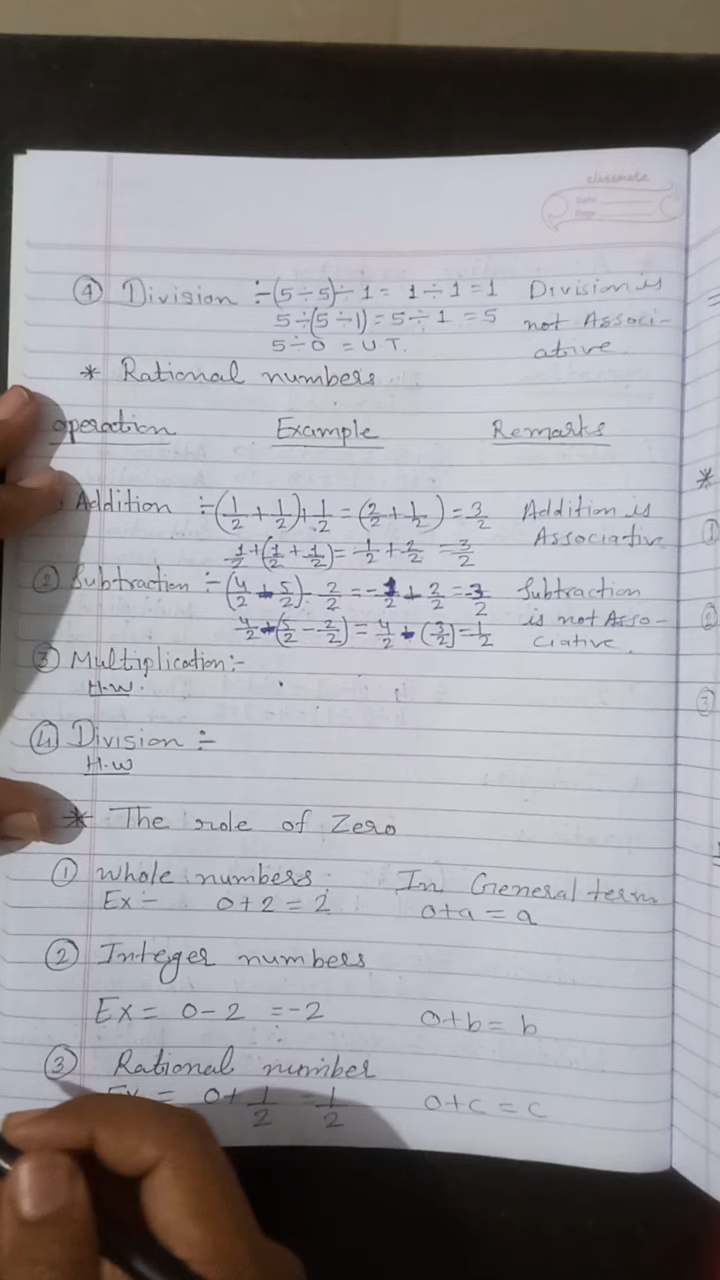 classmate
Date
Page
④ Division :- (5÷5)÷1 = 1÷1 = 1 Division is
5÷(5÷1) = 5÷1 = 5 not Associ-
5÷0 = U.T. ative.
* Rational numbers
operation Example Remarks
Addition :- (1/2 + 1/2) + 1/2 = (2/2 + 1/2) = 3/2 Addition is
1/2 + (1/2 + 1/2) = 1/2 + 2/2 = 3/2 Associative
② Subtraction :- (4/2 - 5/2) - 2/2 = -1/2 - 2/2 = -3/2 Subtraction
4/2 - (5/2 - 2/2) = 4/2 - (3/2) = 1/2 is not Asso-
③ Multiplication :- ciative.
H.W.
④ Division :-
H.W
* The role of Zero
① Whole numbers. In General term
Ex - 0+2 = 2 0+a = a
② Integer numbers
Ex = 0-2 = -2 0+b = b
③ Rational number
Ex = 0+1/2 = 1/2 0+c = c